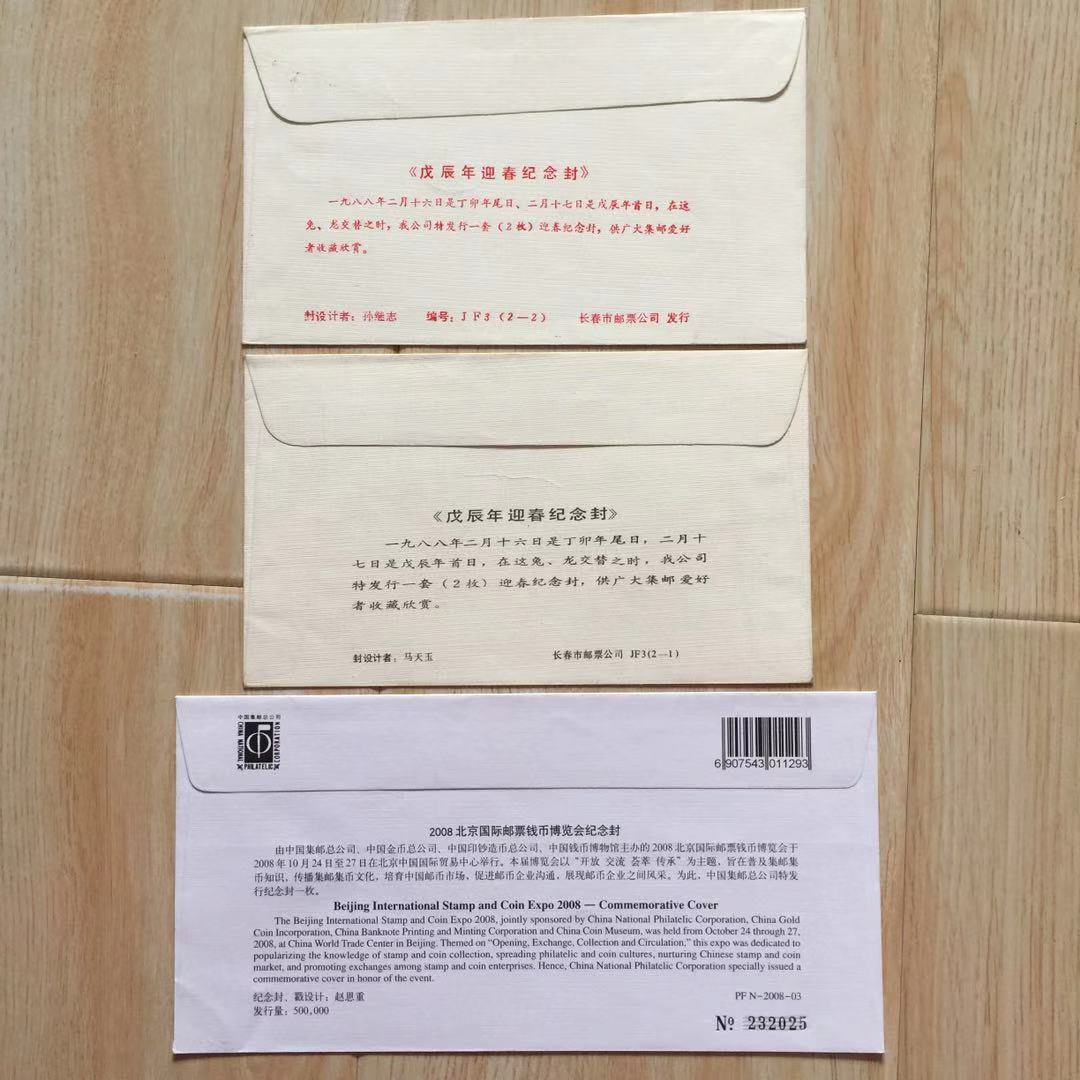 《戊辰年迎春纪念封》
一九八八年二月十六日是丁卯年尾日、二月十七日是戊辰年首日，在这
兔、龙交替之时，我公司特发行一套（2枚）迎春纪念封，供广大集邮爱好
者收藏欣赏。
封设计者：孙继志 编号：JF3（2—2） 长春市邮票公司 发行
《戊辰年迎春纪念封》
一九八八年二月十六日是丁卯年尾日，二月十
七日是戊辰年首日，在这兔、龙交替之时，我公司
特发行一套（2枚）迎春纪念封，供广大集邮爱好
者收藏欣赏。
封设计者：马天玉 长春市邮票公司 JF3(2—1)
中国集邮总公司
CHINA NATIONAL PHILATELIC CORPORATION
6 907543 011293
2008北京国际邮票钱币博览会纪念封
由中国集邮总公司、中国金币总公司、中国印钞造币总公司、中国钱币博物馆主办的2008北京国际邮票钱币博览会于
2008年10月24日至27日在北京中国国际贸易中心举行。本届博览会以“开放 交流 荟萃 传承”为主题，旨在普及集邮集
币知识，传播集邮集币文化，培育中国邮币市场，促进邮币企业沟通，展现邮币企业之间风采。为此，中国集邮总公司特发
行纪念封一枚。
Beijing International Stamp and Coin Expo 2008 — Commemorative Cover
The Beijing International Stamp and Coin Expo 2008, jointly sponsored by China National Philatelic Corporation, China Gold
Coin Incorporation, China Banknote Printing and Minting Corporation and China Coin Museum, was held from October 24 through 27,
2008, at China World Trade Center in Beijing. Themed on “Opening, Exchange, Collection and Circulation,” this expo was dedicated to
popularizing the knowledge of stamp and coin collection, spreading philatelic and coin cultures, nurturing Chinese stamp and coin
market, and promoting exchanges among stamp and coin enterprises. Hence, China National Philatelic Corporation specially issued a
commemorative cover in honor of the event.
纪念封、戳设计：赵恩重 PF N-2008-03
发行量：500,000
№ 232025